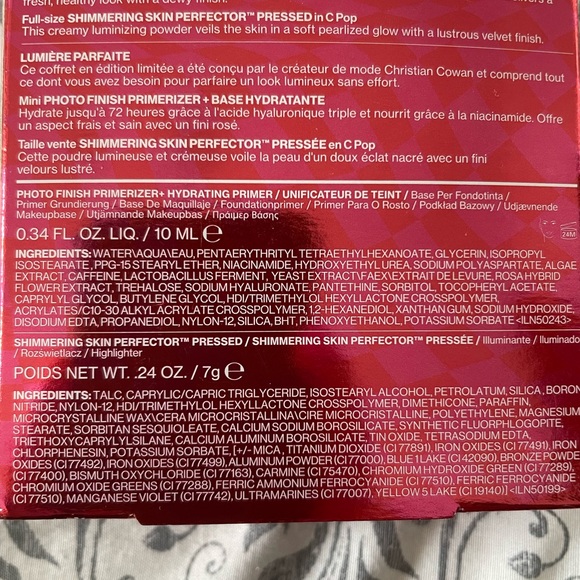 fresh, healthy look with a dewy finish.
Full-size SHIMMERING SKIN PERFECTOR™ PRESSED in C Pop
This creamy luminizing powder veils the skin in a soft pearlized glow with a lustrous velvet finish.
LUMIÈRE PARFAITE
Ce coffret en édition limitée a été conçu par le créateur de mode Christian Cowan et comprend tout
ce dont vous avez besoin pour parfaire un look lumineux sans effort.
Mini PHOTO FINISH PRIMERIZER + BASE HYDRATANTE
Hydrate jusqu'à 72 heures grâce à l'acide hyaluronique triple et nourrit grâce à la niacinamide. Offre
un aspect frais et sain avec un fini rosé.
Taille vente SHIMMERING SKIN PERFECTOR™ PRESSÉE en C Pop
Cette poudre lumineuse et crémeuse voile la peau d'un doux éclat nacré avec un fini
velours lustré.
PHOTO FINISH PRIMERIZER+ HYDRATING PRIMER / UNIFICATEUR DE TEINT / Base Per Fondotinta /
Primer Grundierung / Base De Maquillaje / Foundationprimer / Primer Para O Rosto / Podkład Bazowy / Udjævnende
Makeupbase / Utjämnande Makeupbas / Πράιμερ Βάσης
0.34 FL. OZ. LIQ. / 10 ML ℮
24M
INGREDIENTS: WATER\AQUA\EAU, PENTAERYTHRITYL TETRAETHYLHEXANOATE, GLYCERIN, ISOPROPYL
ISOSTEARATE, PPG-15 STEARYL ETHER, NIACINAMIDE, HYDROXYETHYL UREA, SODIUM POLYASPARTATE, ALGAE
EXTRACT, CAFFEINE, LACTOBACILLUS FERMENT, YEAST EXTRACT\FAEX\EXTRAIT DE LEVURE, ROSA HYBRID
FLOWER EXTRACT, TREHALOSE, SODIUM HYALURONATE, PANTHETINE, SORBITOL, TOCOPHERYL ACETATE,
CAPRYLYL GLYCOL, BUTYLENE GLYCOL, HDI/TRIMETHYLOL HEXYLLACTONE CROSSPOLYMER,
ACRYLATES/C10-30 ALKYL ACRYLATE CROSSPOLYMER, 1,2-HEXANEDIOL, XANTHAN GUM, SODIUM HYDROXIDE,
DISODIUM EDTA, PROPANEDIOL, NYLON-12, SILICA, BHT, PHENOXYETHANOL, POTASSIUM SORBATE <ILN50243>
SHIMMERING SKIN PERFECTOR™ PRESSED / SHIMMERING SKIN PERFECTOR™ PRESSÉE / Illuminante / Iluminado
/ Rozswietlacz / Highlighter
POIDS NET WT. .24 OZ. / 7g ℮
INGREDIENTS: TALC, CAPRYLIC/CAPRIC TRIGLYCERIDE, ISOSTEARYL ALCOHOL, PETROLATUM, SILICA, BORON
NITRIDE, NYLON-12, HDI/TRIMETHYLOL HEXYLLACTONE CROSSPOLYMER, DIMETHICONE, PARAFFIN,
MICROCRYSTALLINE WAX\CERA MICROCRISTALLINA\CIRE MICROCRISTALLINE, POLYETHYLENE, MAGNESIUM
STEARATE, SORBITAN SESQUIOLEATE, CALCIUM SODIUM BOROSILICATE, SYNTHETIC FLUORPHLOGOPITE,
TRIETHOXYCAPRYLYLSILANE, CALCIUM ALUMINUM BOROSILICATE, TIN OXIDE, TETRASODIUM EDTA,
CHLORPHENESIN, POTASSIUM SORBATE, [+/- MICA, TITANIUM DIOXIDE (CI 77891), IRON OXIDES (CI 77491), IRON
OXIDES (CI 77492), IRON OXIDES (CI 77499), ALUMINUM POWDER (CI 77000), BLUE 1 LAKE (CI 42090), BRONZE POWDER
(CI 77400), BISMUTH OXYCHLORIDE (CI 77163), CARMINE (CI 75470), CHROMIUM HYDROXIDE GREEN (CI 77289),
CHROMIUM OXIDE GREENS (CI 77288), FERRIC AMMONIUM FERROCYANIDE (CI 77510), FERRIC FERROCYANIDE
(CI 77510), MANGANESE VIOLET (CI 77742), ULTRAMARINES (CI 77007), YELLOW 5 LAKE (CI 19140)] <ILN50199>